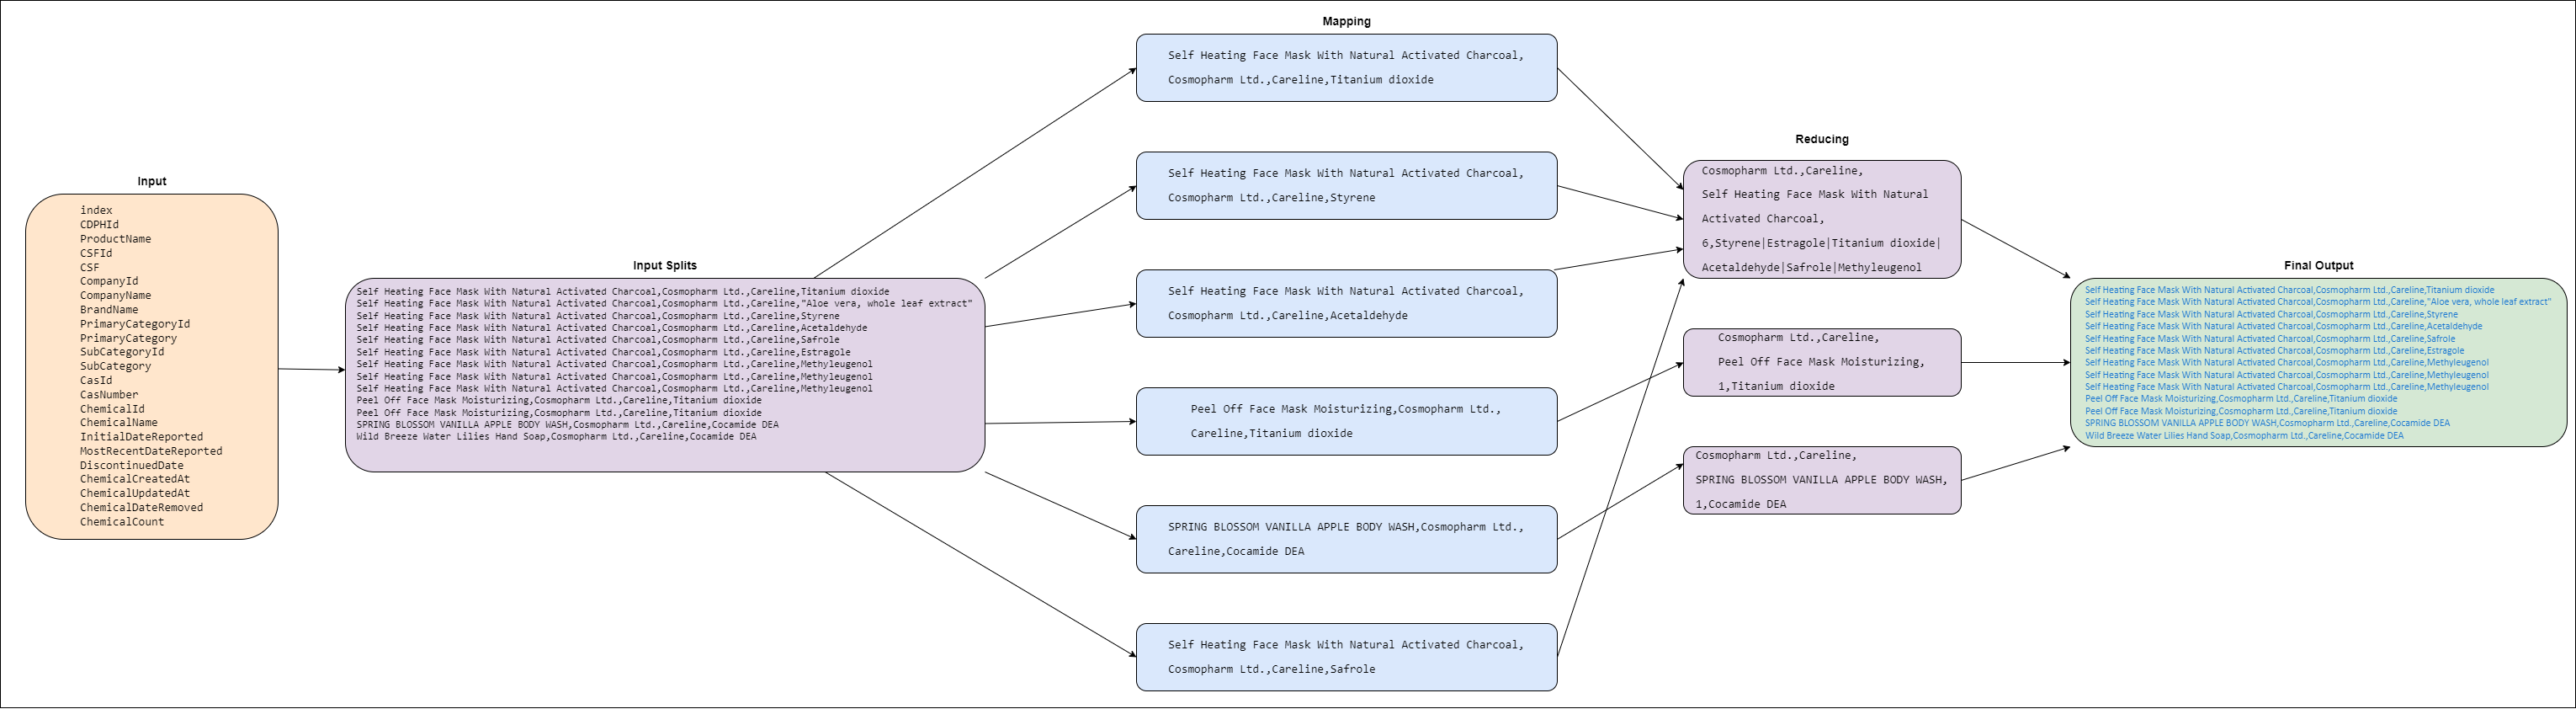 Input
index
CDPHId
ProductName
CSFId
CSF
CompanyId
CompanyName
BrandName
PrimaryCategoryId
PrimaryCategory
SubCategoryId
SubCategory
CasId
CasNumber
ChemicalId
ChemicalName
InitialDateReported
MostRecentDateReported
DiscontinuedDate
ChemicalCreatedAt
ChemicalUpdatedAt
ChemicalDateRemoved
ChemicalCount
Input Splits
Self Heating Face Mask With Natural Activated Charcoal,Cosmopharm Ltd.,Careline,Titanium dioxide
Self Heating Face Mask With Natural Activated Charcoal,Cosmopharm Ltd.,Careline,"Aloe vera, whole leaf extract"
Self Heating Face Mask With Natural Activated Charcoal,Cosmopharm Ltd.,Careline,Styrene
Self Heating Face Mask With Natural Activated Charcoal,Cosmopharm Ltd.,Careline,Acetaldehyde
Self Heating Face Mask With Natural Activated Charcoal,Cosmopharm Ltd.,Careline,Safrole
Self Heating Face Mask With Natural Activated Charcoal,Cosmopharm Ltd.,Careline,Estragole
Self Heating Face Mask With Natural Activated Charcoal,Cosmopharm Ltd.,Careline,Methyleugenol
Self Heating Face Mask With Natural Activated Charcoal,Cosmopharm Ltd.,Careline,Methyleugenol
Self Heating Face Mask With Natural Activated Charcoal,Cosmopharm Ltd.,Careline,Methyleugenol
Peel Off Face Mask Moisturizing,Cosmopharm Ltd.,Careline,Titanium dioxide
Peel Off Face Mask Moisturizing,Cosmopharm Ltd.,Careline,Titanium dioxide
SPRING BLOSSOM VANILLA APPLE BODY WASH,Cosmopharm Ltd.,Careline,Cocamide DEA
Wild Breeze Water Lilies Hand Soap,Cosmopharm Ltd.,Careline,Cocamide DEA
Mapping
Self Heating Face Mask With Natural Activated Charcoal,
Cosmopharm Ltd.,Careline,Titanium dioxide
Self Heating Face Mask With Natural Activated Charcoal,
Cosmopharm Ltd.,Careline,Styrene
Self Heating Face Mask With Natural Activated Charcoal,
Cosmopharm Ltd.,Careline,Acetaldehyde
Peel Off Face Mask Moisturizing,Cosmopharm Ltd.,
Careline,Titanium dioxide
SPRING BLOSSOM VANILLA APPLE BODY WASH,Cosmopharm Ltd.,
Careline,Cocamide DEA
Self Heating Face Mask With Natural Activated Charcoal,
Cosmopharm Ltd.,Careline,Safrole
Reducing
Cosmopharm Ltd.,Careline,
Self Heating Face Mask With Natural
Activated Charcoal,
6,Styrene|Estragole|Titanium dioxide|
Acetaldehyde|Safrole|Methyleugenol
Cosmopharm Ltd.,Careline,
Peel Off Face Mask Moisturizing,
1,Titanium dioxide
Cosmopharm Ltd.,Careline,
SPRING BLOSSOM VANILLA APPLE BODY WASH,
1,Cocamide DEA
Final Output
Self Heating Face Mask With Natural Activated Charcoal,Cosmopharm Ltd.,Careline,Titanium dioxide
Self Heating Face Mask With Natural Activated Charcoal,Cosmopharm Ltd.,Careline,"Aloe vera, whole leaf extract"
Self Heating Face Mask With Natural Activated Charcoal,Cosmopharm Ltd.,Careline,Styrene
Self Heating Face Mask With Natural Activated Charcoal,Cosmopharm Ltd.,Careline,Acetaldehyde
Self Heating Face Mask With Natural Activated Charcoal,Cosmopharm Ltd.,Careline,Safrole
Self Heating Face Mask With Natural Activated Charcoal,Cosmopharm Ltd.,Careline,Estragole
Self Heating Face Mask With Natural Activated Charcoal,Cosmopharm Ltd.,Careline,Methyleugenol
Self Heating Face Mask With Natural Activated Charcoal,Cosmopharm Ltd.,Careline,Methyleugenol
Self Heating Face Mask With Natural Activated Charcoal,Cosmopharm Ltd.,Careline,Methyleugenol
Peel Off Face Mask Moisturizing,Cosmopharm Ltd.,Careline,Titanium dioxide
Peel Off Face Mask Moisturizing,Cosmopharm Ltd.,Careline,Titanium dioxide
SPRING BLOSSOM VANILLA APPLE BODY WASH,Cosmopharm Ltd.,Careline,Cocamide DEA
Wild Breeze Water Lilies Hand Soap,Cosmopharm Ltd.,Careline,Cocamide DEA